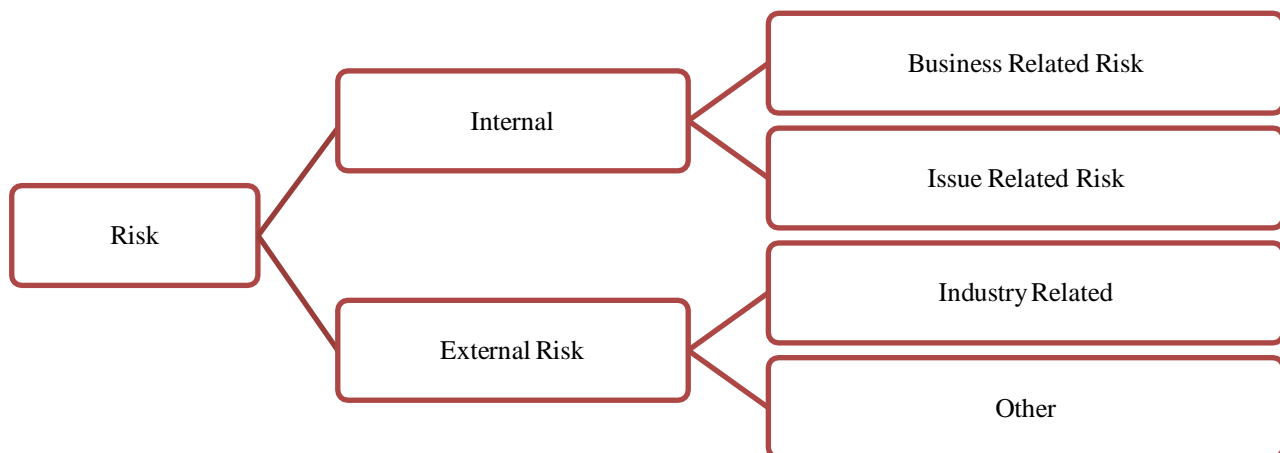 Risk
Internal
External Risk
Business Related Risk
Issue Related Risk
Industry Related
Other